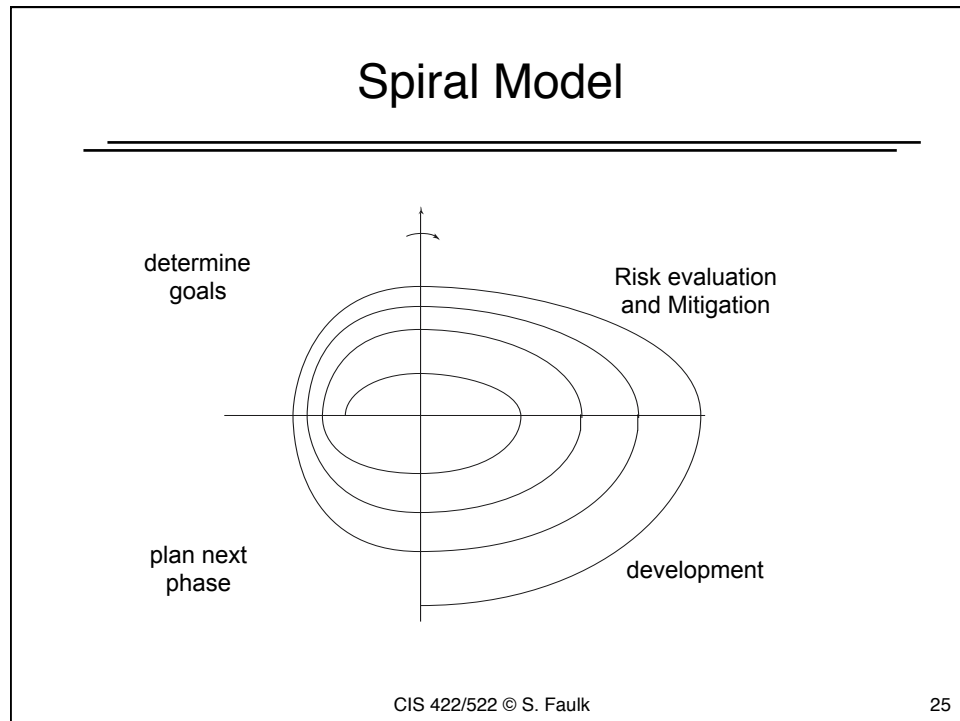 Spiral Model
determine
goals
Risk evaluation
and Mitigation
plan next
phase
development
CIS 422/522 © S. Faulk
25